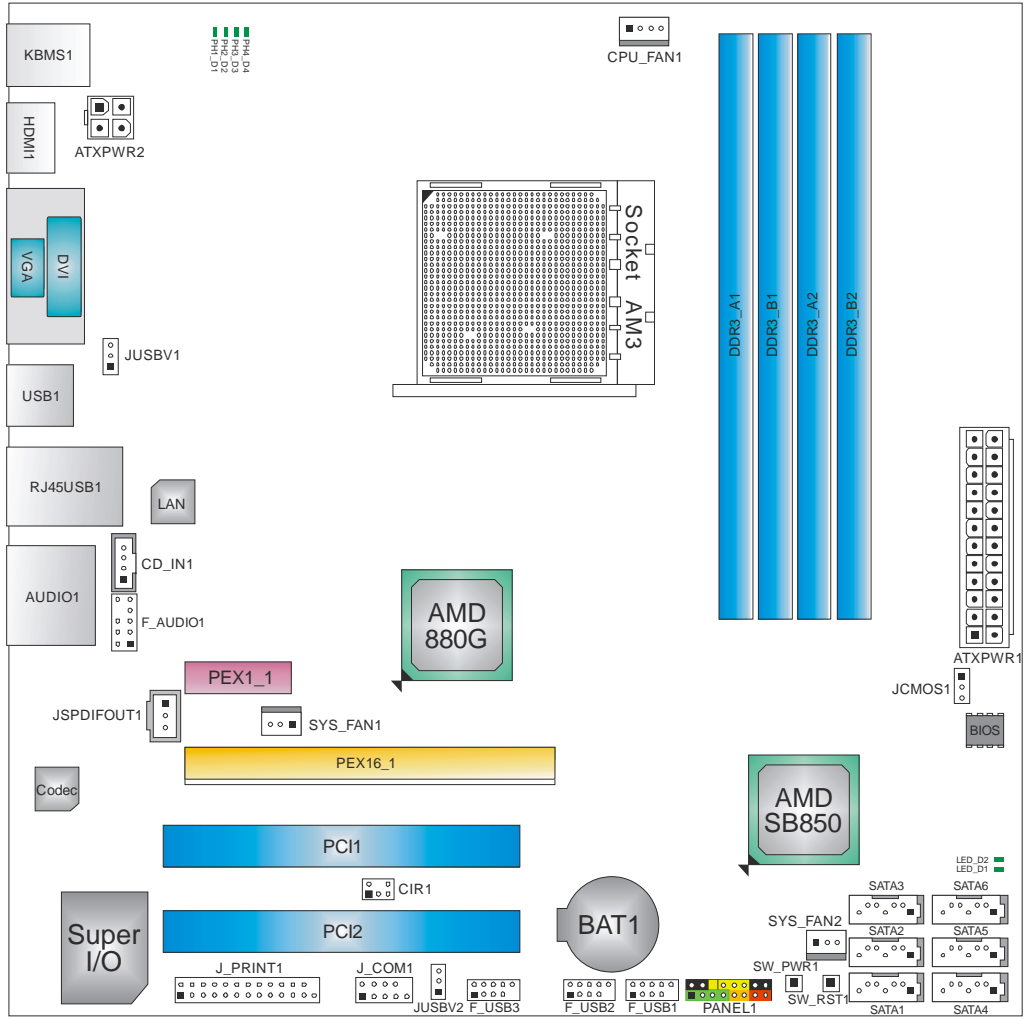 KBMS1
PH1_D1
PH2_D2
PH3_D3
PH4_D4
CPU_FAN1
HDMI1
ATXPWR2
VGA
DVI
Socket AM3
DDR3_A1
DDR3_B1
DDR3_A2
DDR3_B2
JUSBV1
USB1
RJ45USB1
LAN
CD_IN1
AUDIO1
F_AUDIO1
AMD
880G
ATXPWR1
PEX1_1
JCMOS1
JSPDIFOUT1
SYS_FAN1
BIOS
PEX16_1
Codec
AMD
SB850
PCI1
LED_D2
LED_D1
CIR1
SATA3
SATA6
Super
I/O
PCI2
BAT1
SYS_FAN2
SATA2
SATA5
J_PRINT1
J_COM1
SW_PWR1
JUSBV2
F_USB3
F_USB2
F_USB1
PANEL1
SW_RST1
SATA1
SATA4